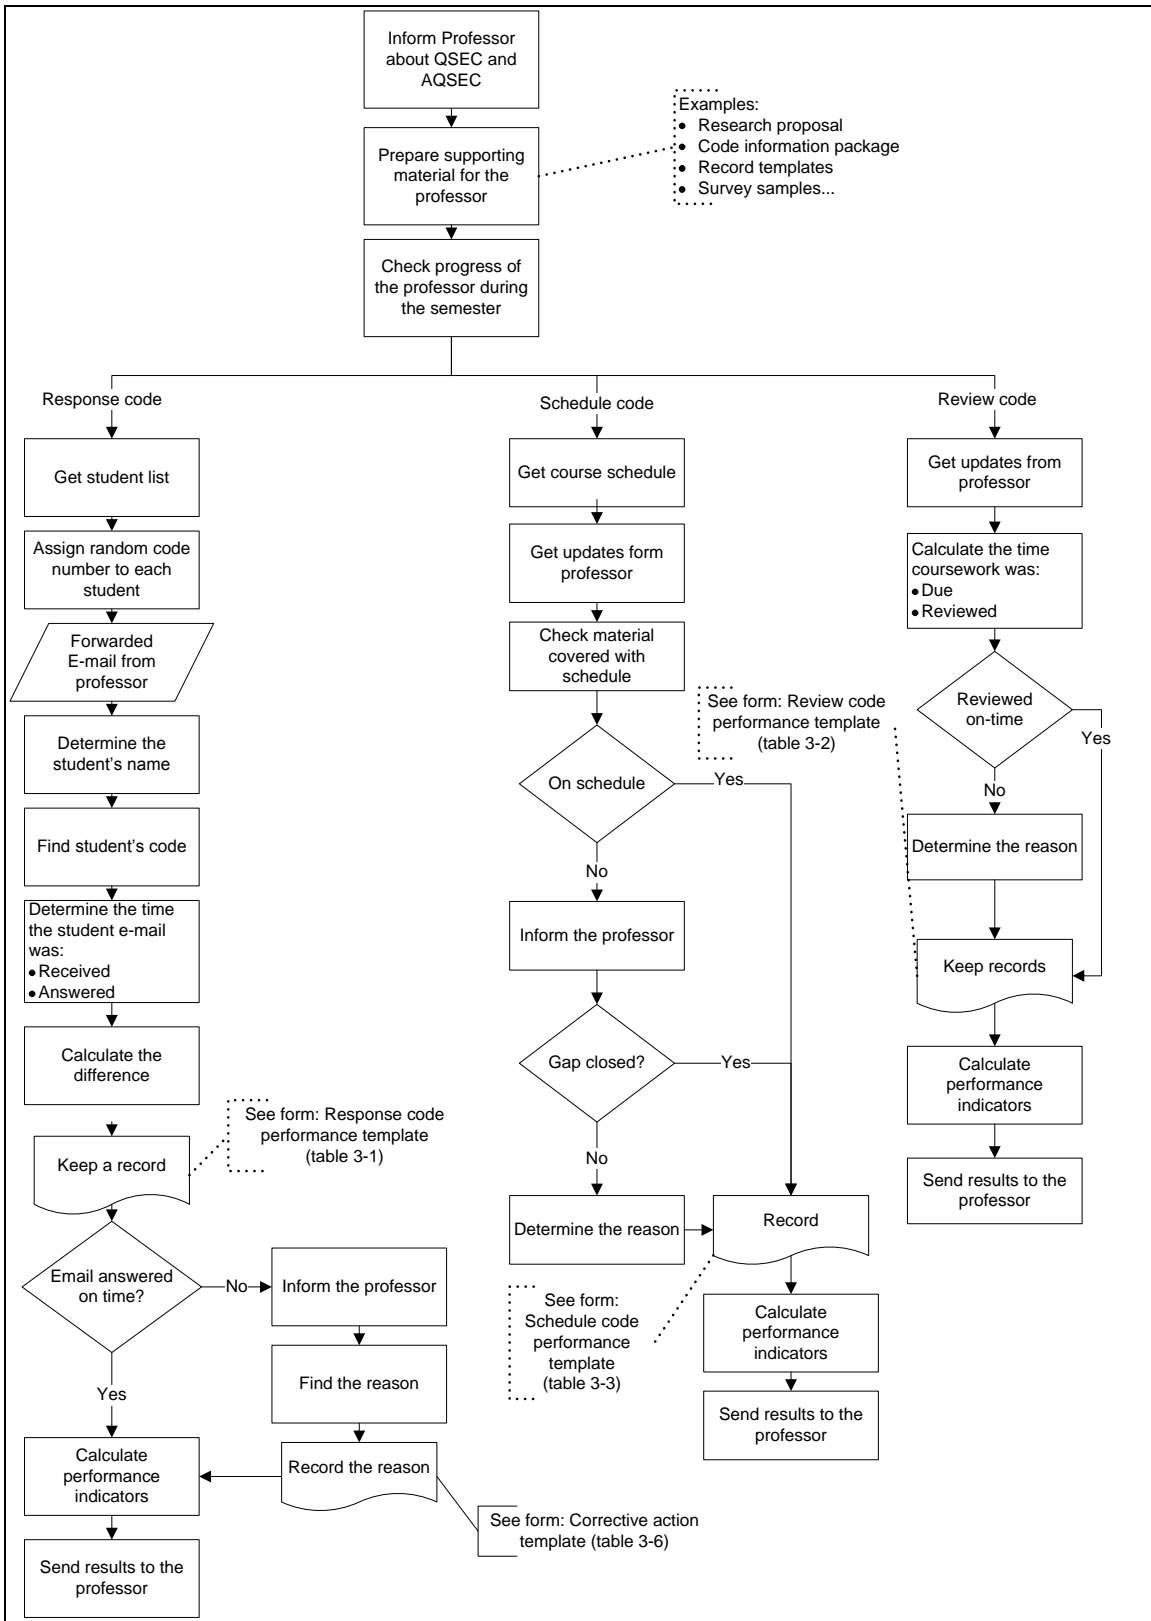 Inform Professor
about QSEC and
AQSEC
Examples:
● Research proposal
● Code information package
● Record templates
● Survey samples...
Prepare supporting
material for the
professor
Check progress of
the professor during
the semester
Response code
Get student list
Assign random code
number to each
student
Forwarded
E-mail from
professor
Determine the
student's name
Find student's code
Determine the time
the student e-mail
was:
● Received
● Answered
Calculate the
difference
See form: Response code
performance template
(table 3-1)
Keep a record
Email answered
on time?
No
Inform the professor
Find the reason
Record the reason
See form: Corrective action
template (table 3-6)
Yes
Calculate
performance
indicators
Send results to the
professor
Schedule code
Get course schedule
Get updates form
professor
Check material
covered with
schedule
On schedule
Yes
No
Inform the professor
Gap closed?
Yes
No
Determine the reason
Record
See form:
Schedule code
performance
template
(table 3-3)
Calculate
performance
indicators
Send results to the
professor
Review code
Get updates from
professor
Calculate the time
coursework was:
● Due
● Reviewed
See form: Review code
performance template
(table 3-2)
Reviewed
on-time
Yes
No
Determine the reason
Keep records
Calculate
performance
indicators
Send results to the
professor